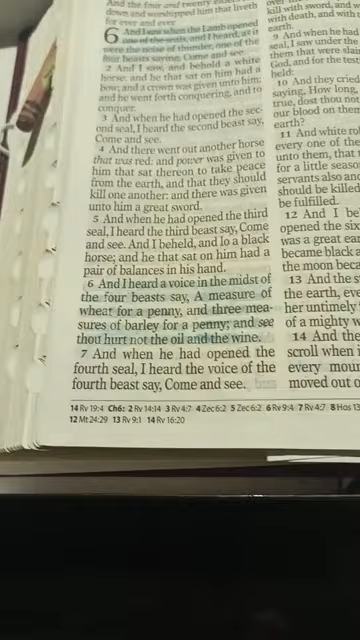 And the four and twenty elders fell
down and worshipped him that liveth
for ever and ever.
6 And I saw when the Lamb opened
one of the seals, and I heard, as it
were the noise of thunder, one of the
four beasts saying, Come and see.
2 And I saw, and behold a white
horse: and he that sat on him had a
bow; and a crown was given unto him:
and he went forth conquering, and to
conquer.
3 And when he had opened the sec-
ond seal, I heard the second beast say,
Come and see.
4 And there went out another horse
that was red: and power was given to
him that sat thereon to take peace
from the earth, and that they should
kill one another: and there was given
unto him a great sword.
5 And when he had opened the third
seal, I heard the third beast say, Come
and see. And I beheld, and lo a black
horse; and he that sat on him had a
pair of balances in his hand.
6 And I heard a voice in the midst of
the four beasts say, A measure of
wheat for a penny, and three mea-
sures of barley for a penny; and see
thou hurt not the oil and the wine.
7 And when he had opened the
fourth seal, I heard the voice of the
fourth beast say, Come and see.
kill with sword, and w
with death, and with
earth.
9 And when he had
seal, I saw under the
them that were slain
God, and for the test
held:
10 And they cried
saying, How long,
true, dost thou not
our blood on them
earth?
11 And white ro
every one of the
unto them, that
for a little seaso
servants also and
should be killed
be fulfilled.
12 And I be
opened the six
was a great ear
became black a
the moon beca
13 And the s
the earth, eve
her untimely
of a mighty w
14 And the
scroll when i
every moun
moved out o
14 Rv 19:4 Ch6: 2 Rv 14:14 3 Rv 4:7 4 Zec 6:2 5 Zec 6:2 6 Rv 9:4 7 Rv 4:7 8 Hos 13
12 Mt 24:29 13 Rv 9:1 14 Rv 16:20